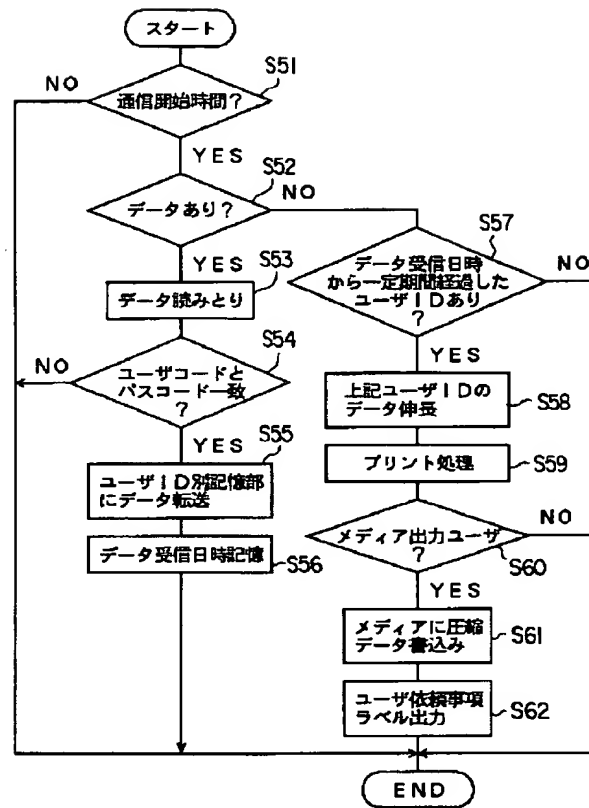 スタート
S51
NO
通信開始時間？
YES
S52
データあり？
NO
YES
S53
データ読みとり
S57
データ受信日時
から一定期間経過した
ユーザIDあり
？
NO
S54
NO
ユーザコードと
パスコード一致
？
YES
YES
上記ユーザIDの
データ伸長
S58
S55
ユーザID別記憶部
にデータ転送
プリント処理
S59
データ受信日時記憶
S56
メディア出力ユーザ
？
NO
S60
YES
メディアに圧縮
データ書込み
S61
ユーザ依頼事項
ラベル出力
S62
END